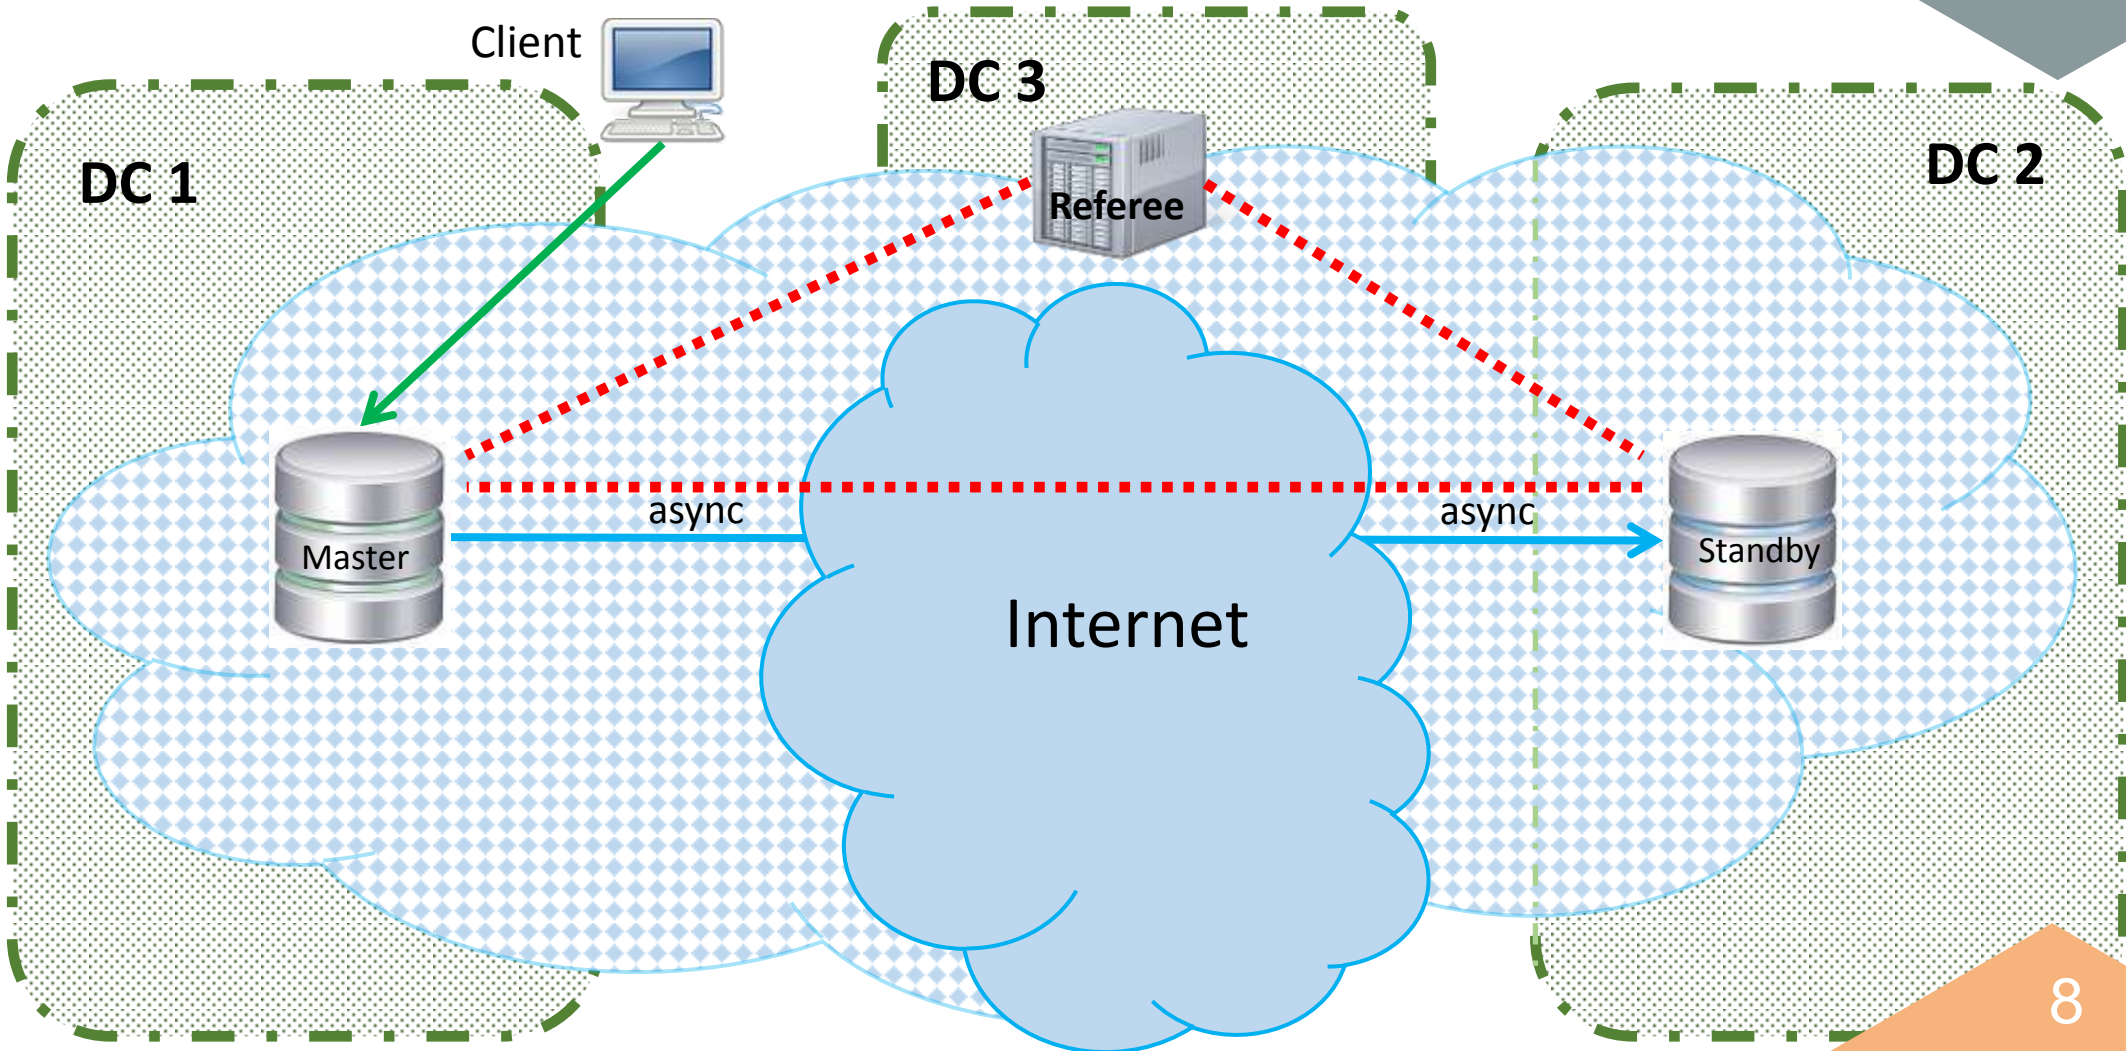 Client
DC 3
DC 1
DC 2
Referee
async
async
Master
Standby
Internet
8